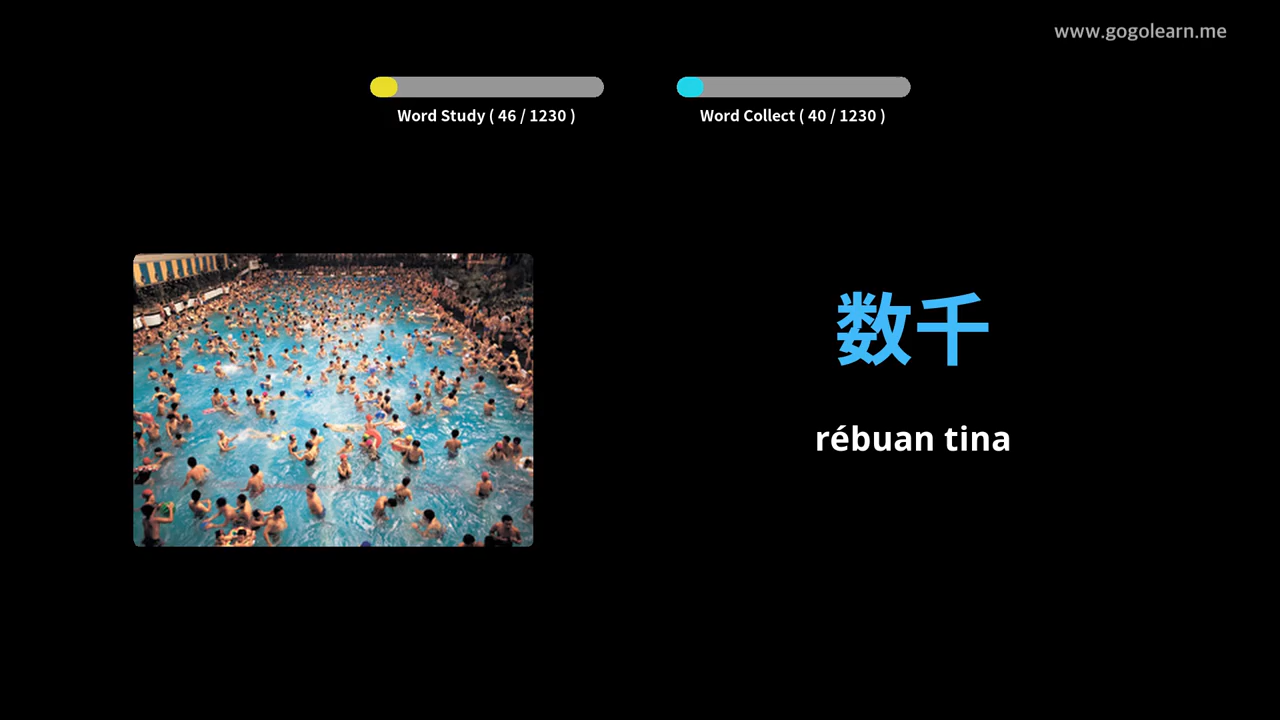 www.gogolearn.me
Word Study ( 46 / 1230 )
Word Collect ( 40 / 1230 )
数千
rébuan tina